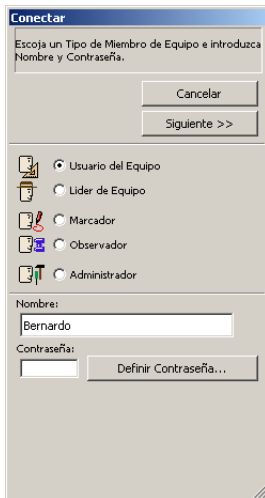 Conectar
Escoja un Tipo de Miembro de Equipo e introduzca
Nombre y Contraseña.
Cancelar
Siguiente >>
Usuario del Equipo
Lider de Equipo
Marcador
Observador
Administrador
Nombre:
Bernardo
Contraseña:
Definir Contraseña...